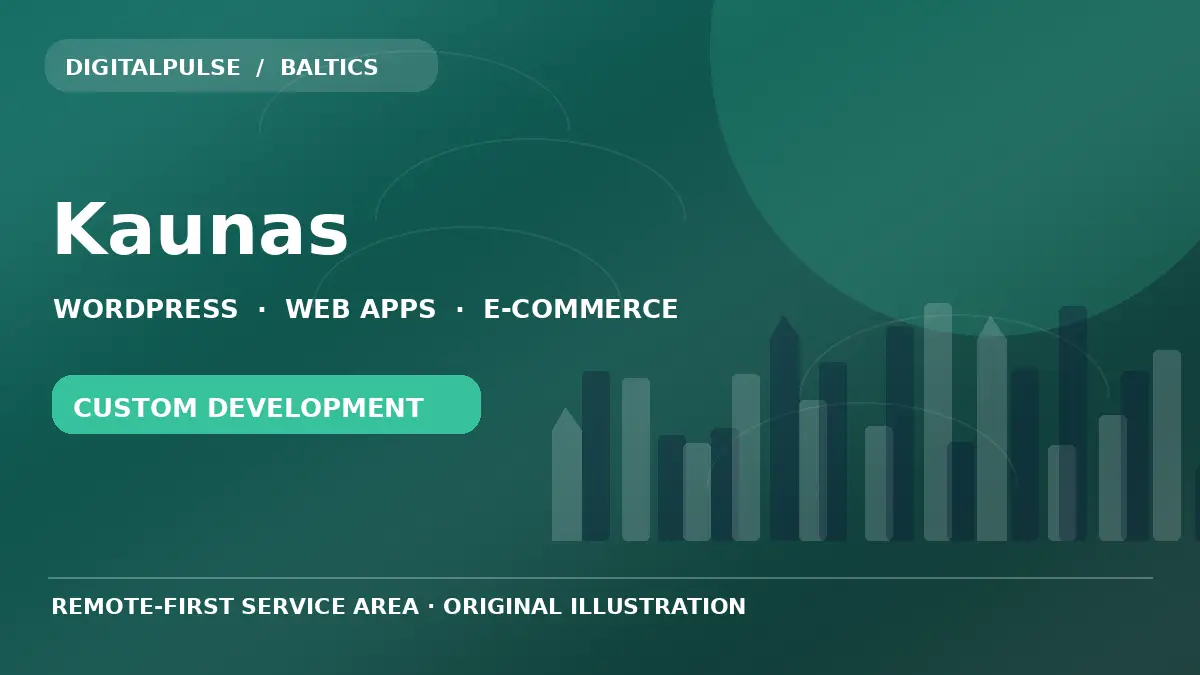 DIGITALPULSE / BALTICS
Kaunas
WORDPRESS · WEB APPS · E-COMMERCE
CUSTOM DEVELOPMENT
REMOTE-FIRST SERVICE AREA · ORIGINAL ILLUSTRATION